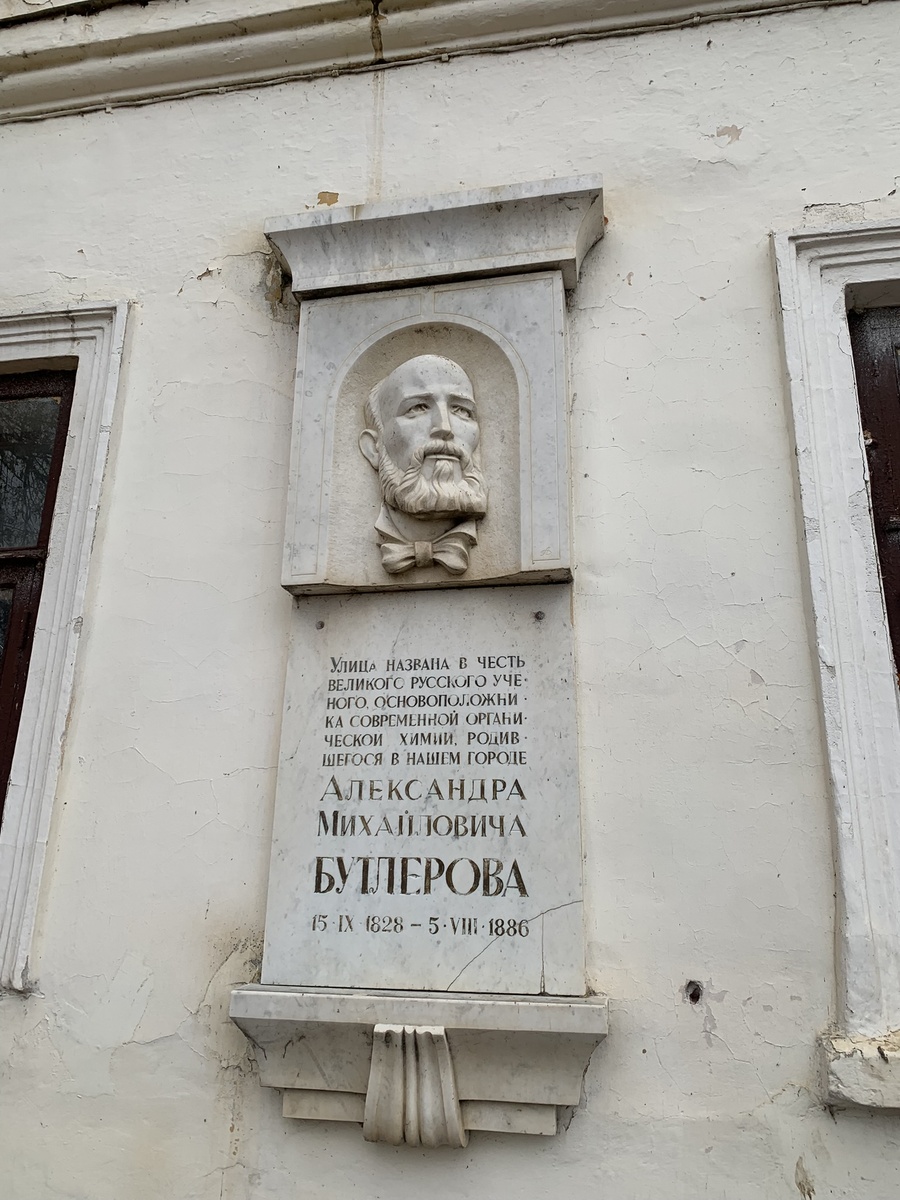 Улица названа в честь
великого русского уче-
ного, основоположни-
ка современной органи-
ческой химии, родив-
шегося в нашем городе
Александра
Михайловича
БУТЛЕРОВА
15·IX 1828 – 5·VIII·1886